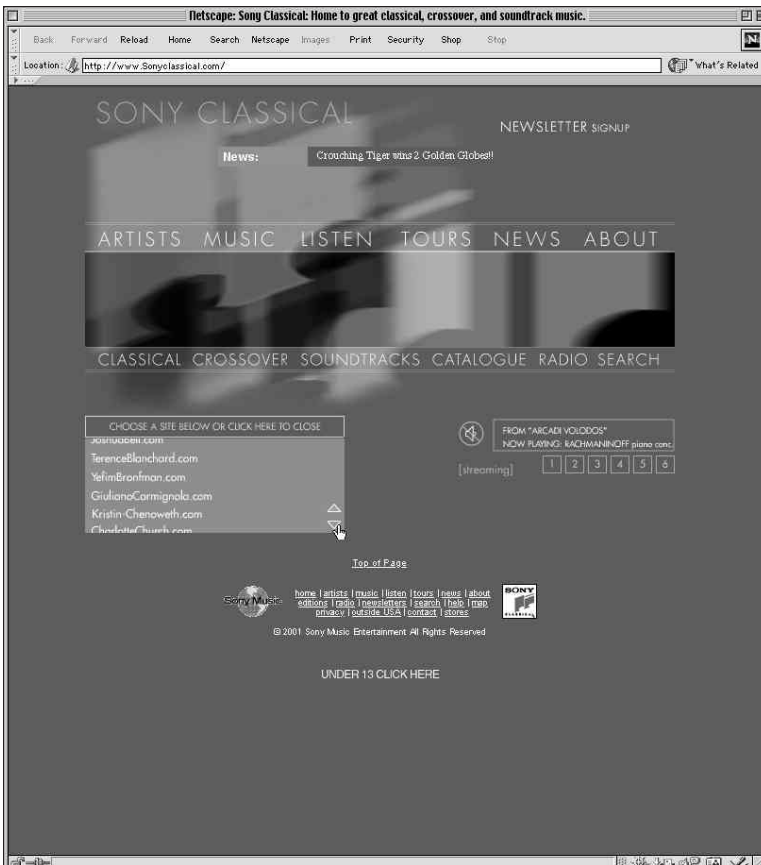 Netscape: Sony Classical: Home to great classical, crossover, and soundtrack music.
Back Forward Reload Home Search Netscape Images Print Security Shop Stop
N
Location: http://www.Sonyclassical.com/ What's Related
SONY CLASSICAL
NEWSLETTER SIGNUP
News: Crouching Tiger wins 2 Golden Globes!!
ARTISTS MUSIC LISTEN TOURS NEWS ABOUT
CLASSICAL CROSSOVER SOUNDTRACKS CATALOGUE RADIO SEARCH
CHOOSE A SITE BELOW OR CLICK HERE TO CLOSE
JoshuaBell.com
TerenceBlanchard.com
YefimBronfman.com
GiulianoCarmignola.com
Kristin-Chenoweth.com
CharlotteChurch.com
FROM "ARCADI VOLODOS"
NOW PLAYING: RACHMANINOFF piano conc.
[streaming] 1 2 3 4 5 6
Top of Page
Sony Music
home | artists | music | listen | tours | news | about
editions | radio | newsletters | search | help | map
privacy | outside USA | contact | stores
SONY
CLASSICAL
© 2001 Sony Music Entertainment All Rights Reserved
UNDER 13 CLICK HERE